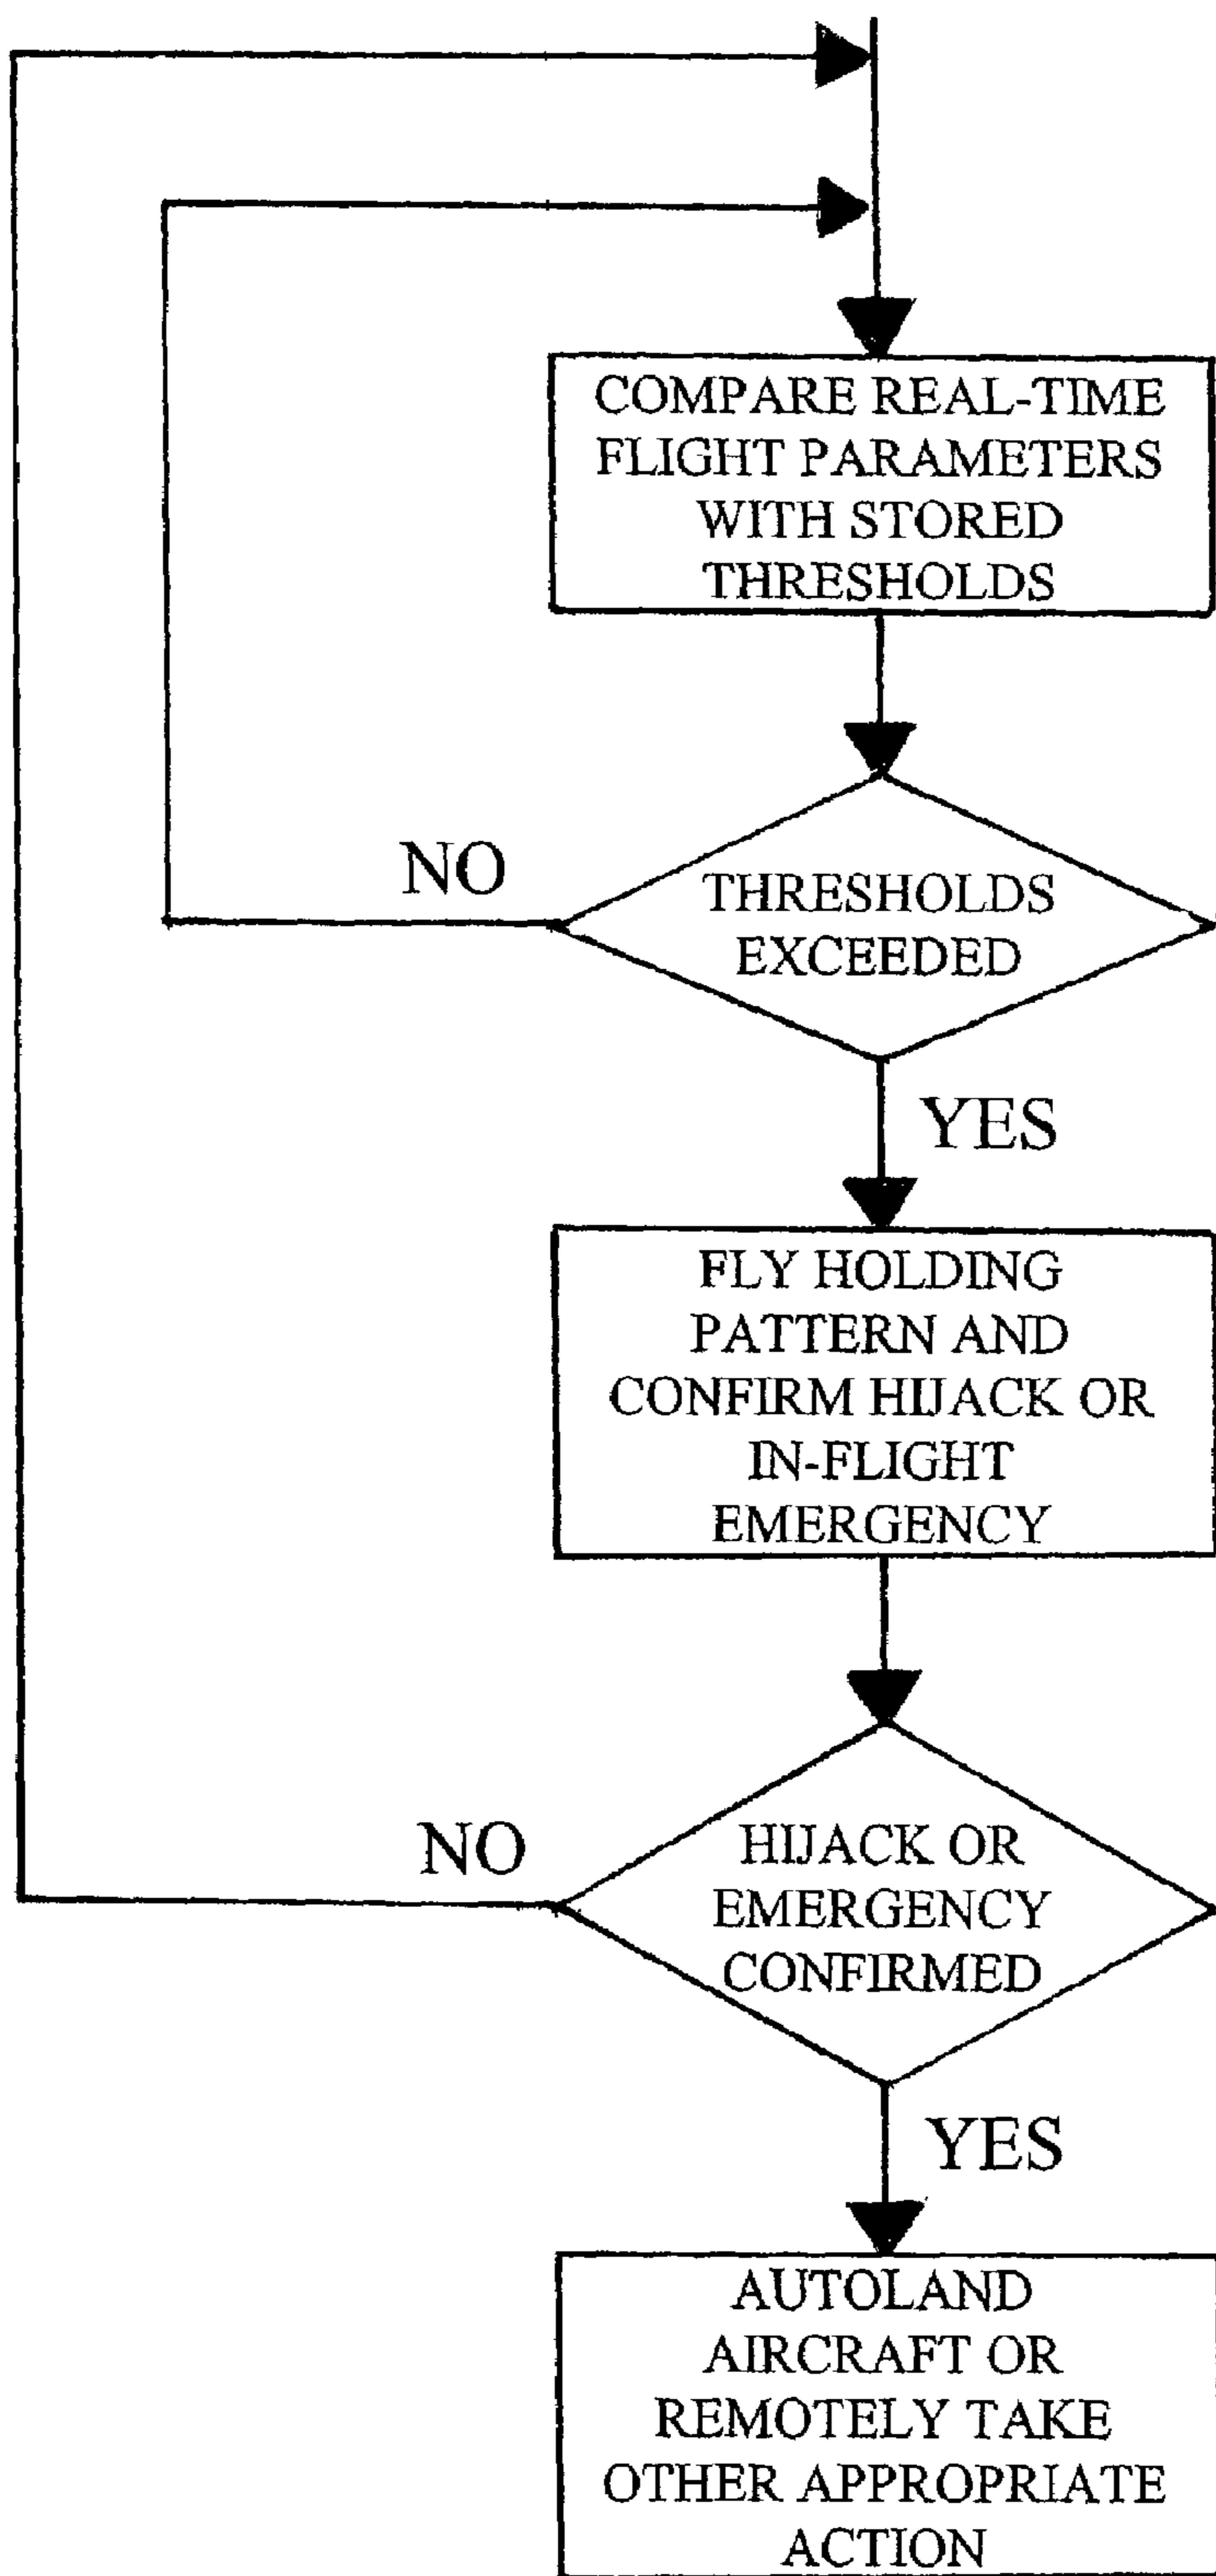 COMPARE REAL-TIME
FLIGHT PARAMETERS
WITH STORED
THRESHOLDS
NO
THRESHOLDS
EXCEEDED
YES
FLY HOLDING
PATTERN AND
CONFIRM HIJACK OR
IN-FLIGHT
EMERGENCY
NO
HIJACK OR
EMERGENCY
CONFIRMED
YES
AUTOLAND
AIRCRAFT OR
REMOTELY TAKE
OTHER APPROPRIATE
ACTION